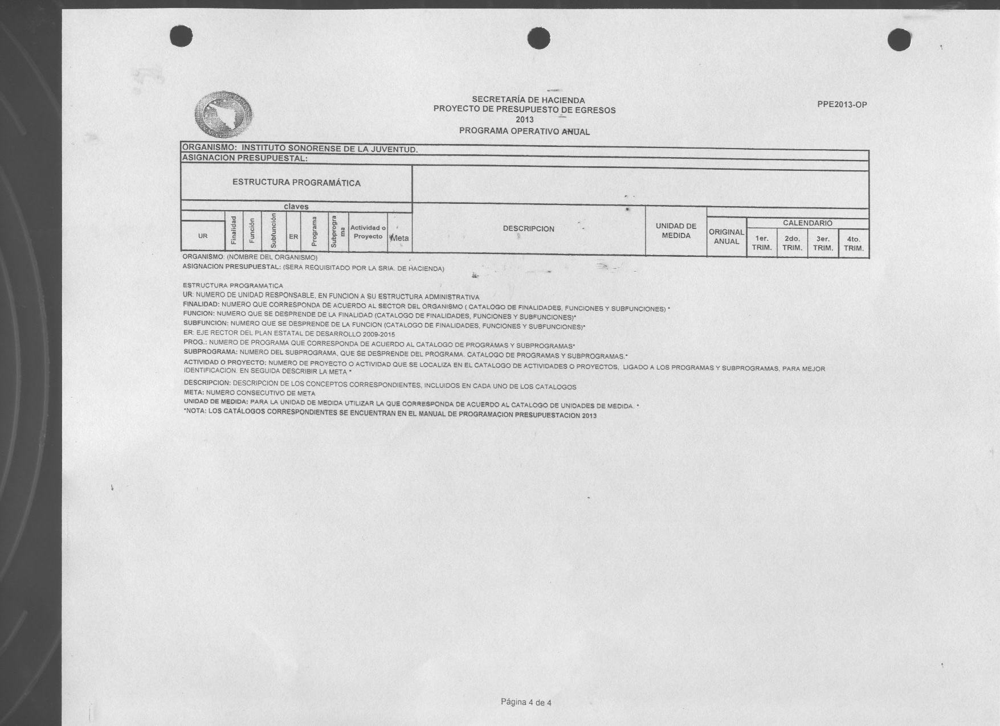 SECRETARÍA DE HACIENDA
PROYECTO DE PRESUPUESTO DE EGRESOS
2013
PROGRAMA OPERATIVO ANUAL
PPE2013-OP
ORGANISMO: INSTITUTO SONORENSE DE LA JUVENTUD.
ASIGNACION PRESUPUESTAL:
ESTRUCTURA PROGRAMÁTICA
claves
UR
Finalidad
Función
Subfunción
ER
Programa
Subprogra
ma
Actividad o
Proyecto
Meta
DESCRIPCION
UNIDAD DE
MEDIDA
ORIGINAL
ANUAL
CALENDARIO
1er.
TRIM.
2do.
TRIM.
3er.
TRIM.
4to.
TRIM.
ORGANISMO: (NOMBRE DEL ORGANISMO)
ASIGNACION PRESUPUESTAL: (SERA REQUISITADO POR LA SRIA. DE HACIENDA)
ESTRUCTURA PROGRAMATICA
UR: NUMERO DE UNIDAD RESPONSABLE, EN FUNCION A SU ESTRUCTURA ADMINISTRATIVA
FINALIDAD: NUMERO QUE CORRESPONDA DE ACUERDO AL SECTOR DEL ORGANISMO ( CATALOGO DE FINALIDADES, FUNCIONES Y SUBFUNCIONES) *
FUNCION: NUMERO QUE SE DESPRENDE DE LA FINALIDAD (CATALOGO DE FINALIDADES, FUNCIONES Y SUBFUNCIONES)*
SUBFUNCION: NUMERO QUE SE DESPRENDE DE LA FUNCION (CATALOGO DE FINALIDADES, FUNCIONES Y SUBFUNCIONES)*
ER: EJE RECTOR DEL PLAN ESTATAL DE DESARROLLO 2009-2015
PROG.: NUMERO DE PROGRAMA QUE CORRESPONDA DE ACUERDO AL CATALOGO DE PROGRAMAS Y SUBPROGRAMAS*
SUBPROGRAMA: NUMERO DEL SUBPROGRAMA, QUE SE DESPRENDE DEL PROGRAMA. CATALOGO DE PROGRAMAS Y SUBPROGRAMAS.*
ACTIVIDAD O PROYECTO: NUMERO DE PROYECTO O ACTIVIDAD QUE SE LOCALIZA EN EL CATALOGO DE ACTIVIDADES O PROYECTOS, LIGADO A LOS PROGRAMAS Y SUBPROGRAMAS, PARA MEJOR
IDENTIFICACION. EN SEGUIDA DESCRIBIR LA META *
DESCRIPCION: DESCRIPCION DE LOS CONCEPTOS CORRESPONDIENTES, INCLUIDOS EN CADA UNO DE LOS CATALOGOS
META: NUMERO CONSECUTIVO DE META
UNIDAD DE MEDIDA: PARA LA UNIDAD DE MEDIDA UTILIZAR LA QUE CORRESPONDA DE ACUERDO AL CATALOGO DE UNIDADES DE MEDIDA. *
*NOTA: LOS CATÁLOGOS CORRESPONDIENTES SE ENCUENTRAN EN EL MANUAL DE PROGRAMACION PRESUPUESTACION 2013
Página 4 de 4